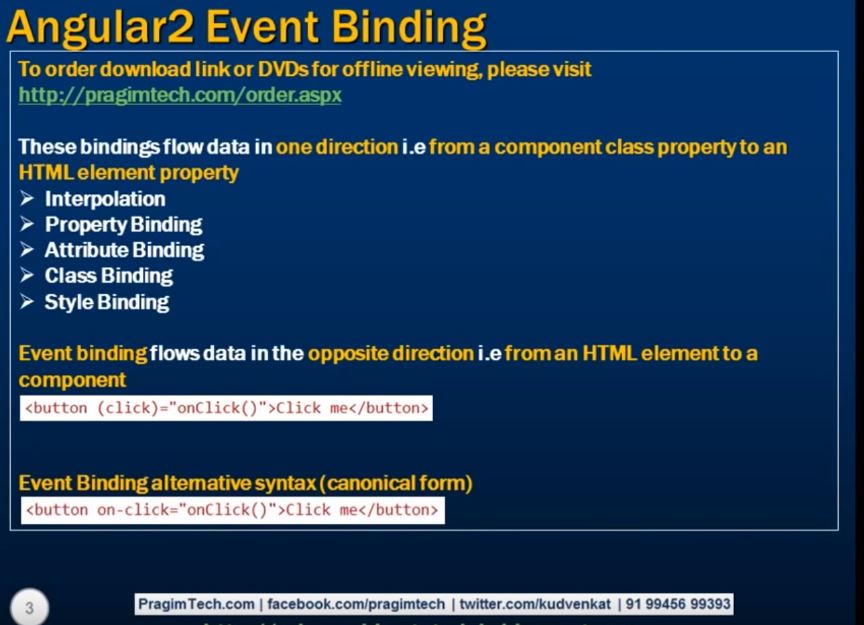 Angular2 Event Binding
To order download link or DVDs for offline viewing, please visit
http://pragimtech.com/order.aspx
These bindings flow data in one direction i.e from a component class property to an
HTML element property
Interpolation
Property Binding
Attribute Binding
Class Binding
Style Binding
Event binding flows data in the opposite direction i.e from an HTML element to a
component
<button (click)="onClick()">Click me</button>
Event Binding alternative syntax (canonical form)
<button on-click="onClick()">Click me</button>
3
PragimTech.com | facebook.com/pragimtech | twitter.com/kudvenkat | 91 99456 99393